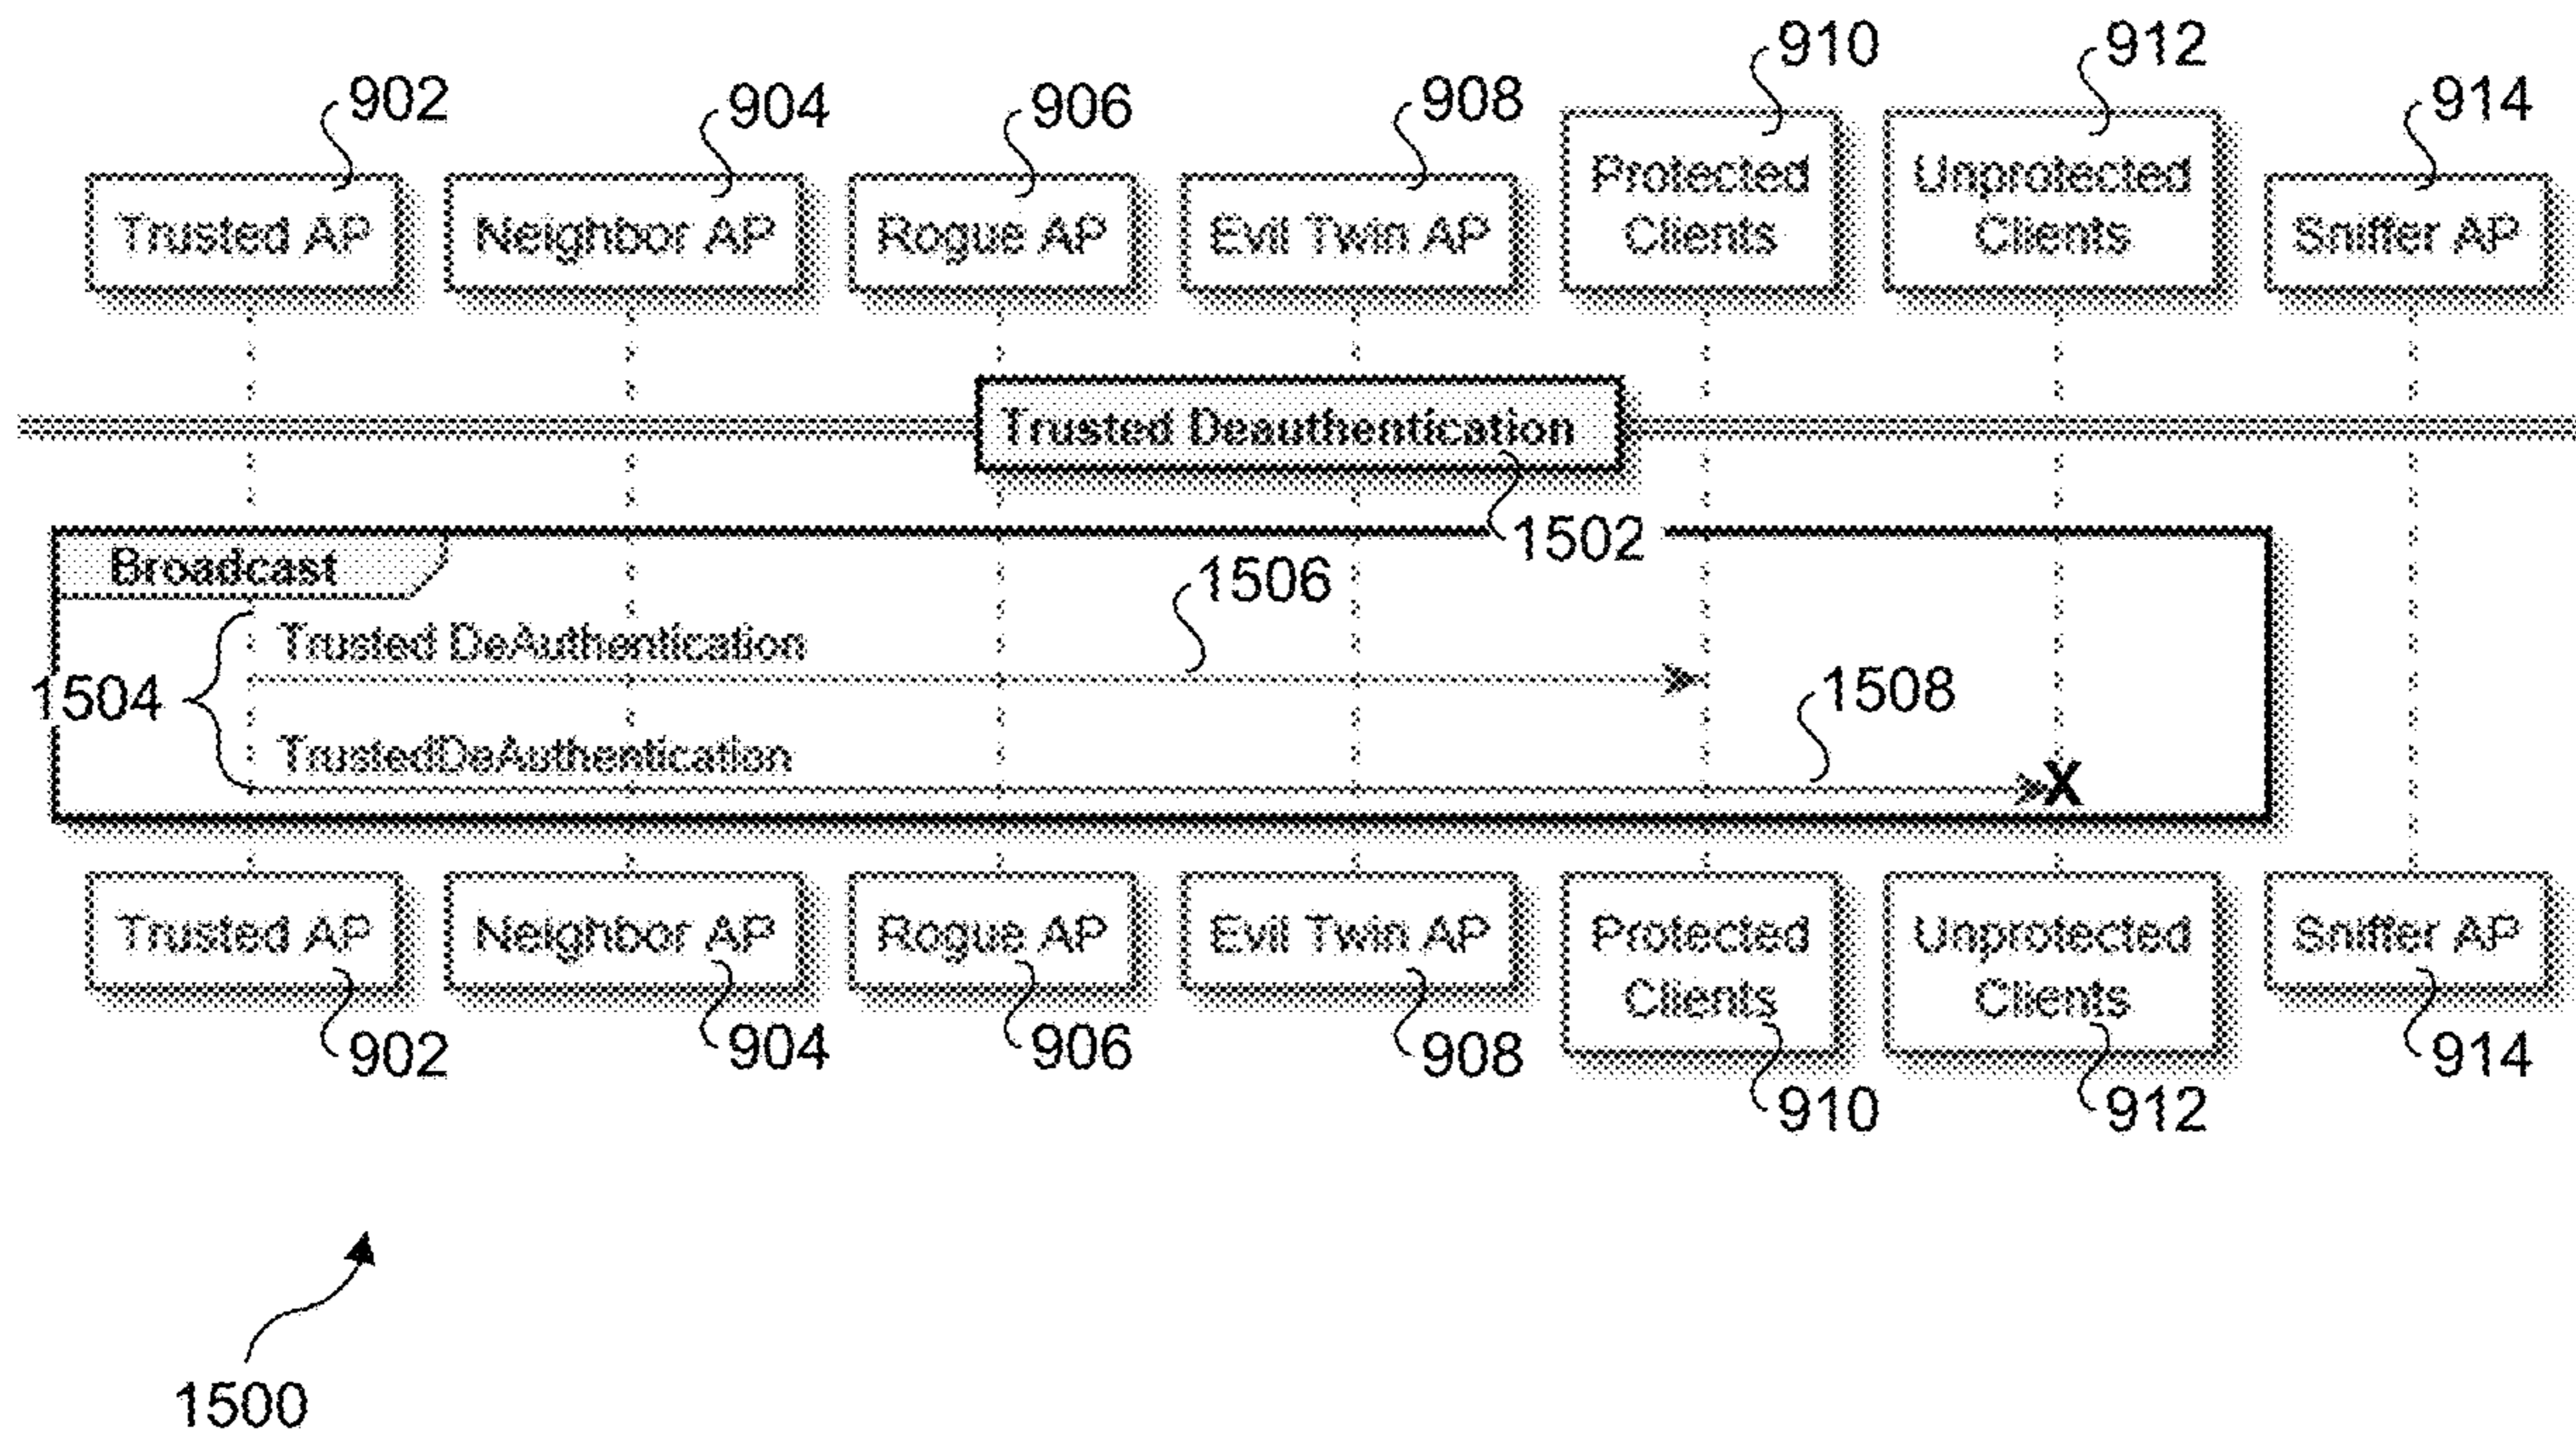 902
904
906
908
910
912
914
Trusted AP
Neighbor AP
Rogue AP
Evil Twin AP
Protected
Clients
Unprotected
Clients
Sniffer AP
Trusted Deauthentication
1502
Broadcast
1506
Trusted DeAuthentication
1504
1508
TrustedDeAuthentication
X
Trusted AP
Neighbor AP
Rogue AP
Evil Twin AP
Protected
Clients
Unprotected
Clients
Sniffer AP
902
904
906
908
910
912
914
1500